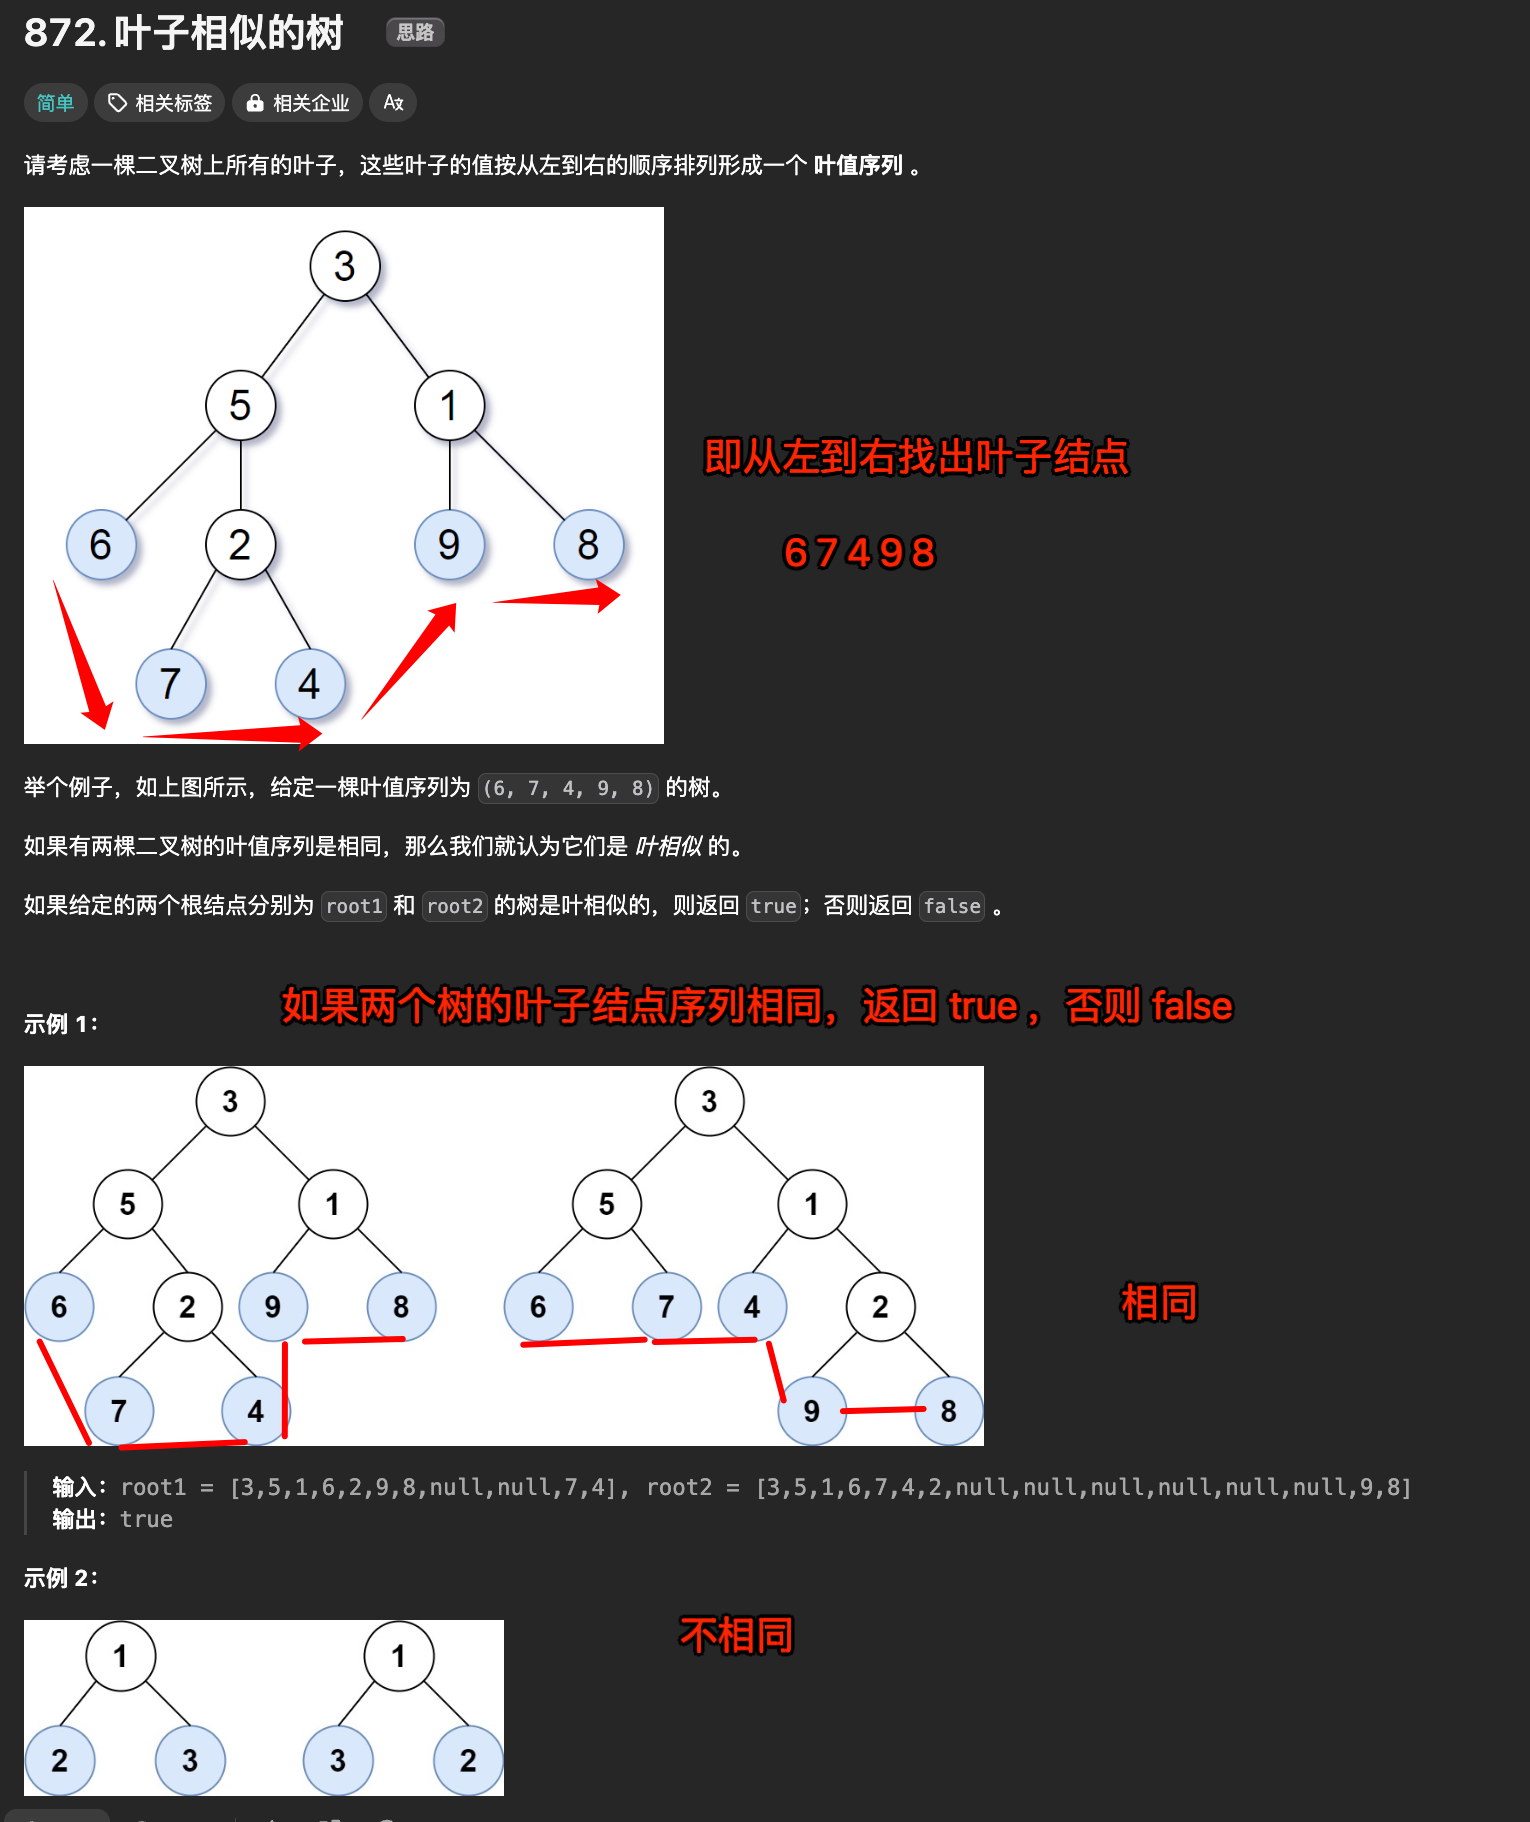 872. 叶子相似的树 思路
简单 相关标签 相关企业
请考虑一棵二叉树上所有的叶子，这些叶子的值按从左到右的顺序排列形成一个 叶值序列 。
3
5 1
即从左到右找出叶子结点
6 2 9 8
6 7 4 9 8
7 4
举个例子，如上图所示，给定一棵叶值序列为 (6, 7, 4, 9, 8) 的树。
如果有两棵二叉树的叶值序列是相同，那么我们就认为它们是 叶相似 的。
如果给定的两个根结点分别为 root1 和 root2 的树是叶相似的，则返回 true；否则返回 false 。
如果两个树的叶子结点序列相同，返回 true ，否则 false
示例 1：
3 3
5 1 5 1
6 2 9 8 6 7 4 2
相同
7 4 9 8
输入：root1 = [3,5,1,6,2,9,8,null,null,7,4], root2 = [3,5,1,6,7,4,2,null,null,null,null,null,null,9,8]
输出：true
示例 2：
不相同
1 1
2 3 3 2